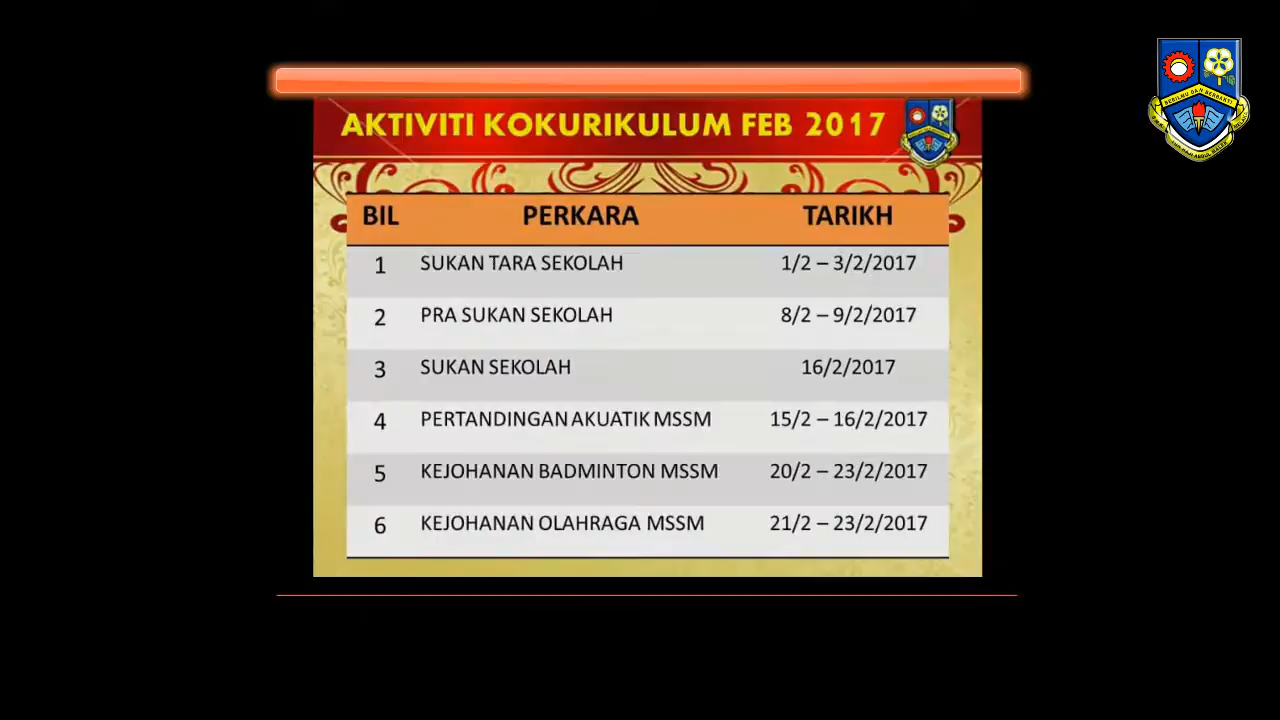 AKTIVITI KOKURIKULUM FEB 2017
BIL PERKARA TARIKH
1 SUKAN TARA SEKOLAH 1/2 – 3/2/2017
2 PRA SUKAN SEKOLAH 8/2 – 9/2/2017
3 SUKAN SEKOLAH 16/2/2017
4 PERTANDINGAN AKUATIK MSSM 15/2 – 16/2/2017
5 KEJOHANAN BADMINTON MSSM 20/2 – 23/2/2017
6 KEJOHANAN OLAHRAGA MSSM 21/2 – 23/2/2017
BERILMU DAN BERBAKTI